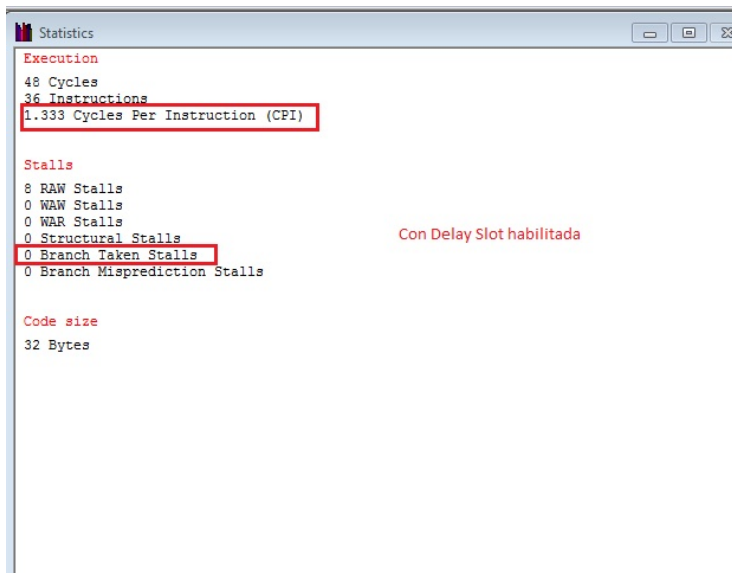 Statistics
Execution
48 Cycles
36 Instructions
1.333 Cycles Per Instruction (CPI)
Stalls
8 RAW Stalls
0 WAW Stalls
0 WAR Stalls
0 Structural Stalls
Con Delay Slot habilitada
0 Branch Taken Stalls
0 Branch Misprediction Stalls
Code size
32 Bytes